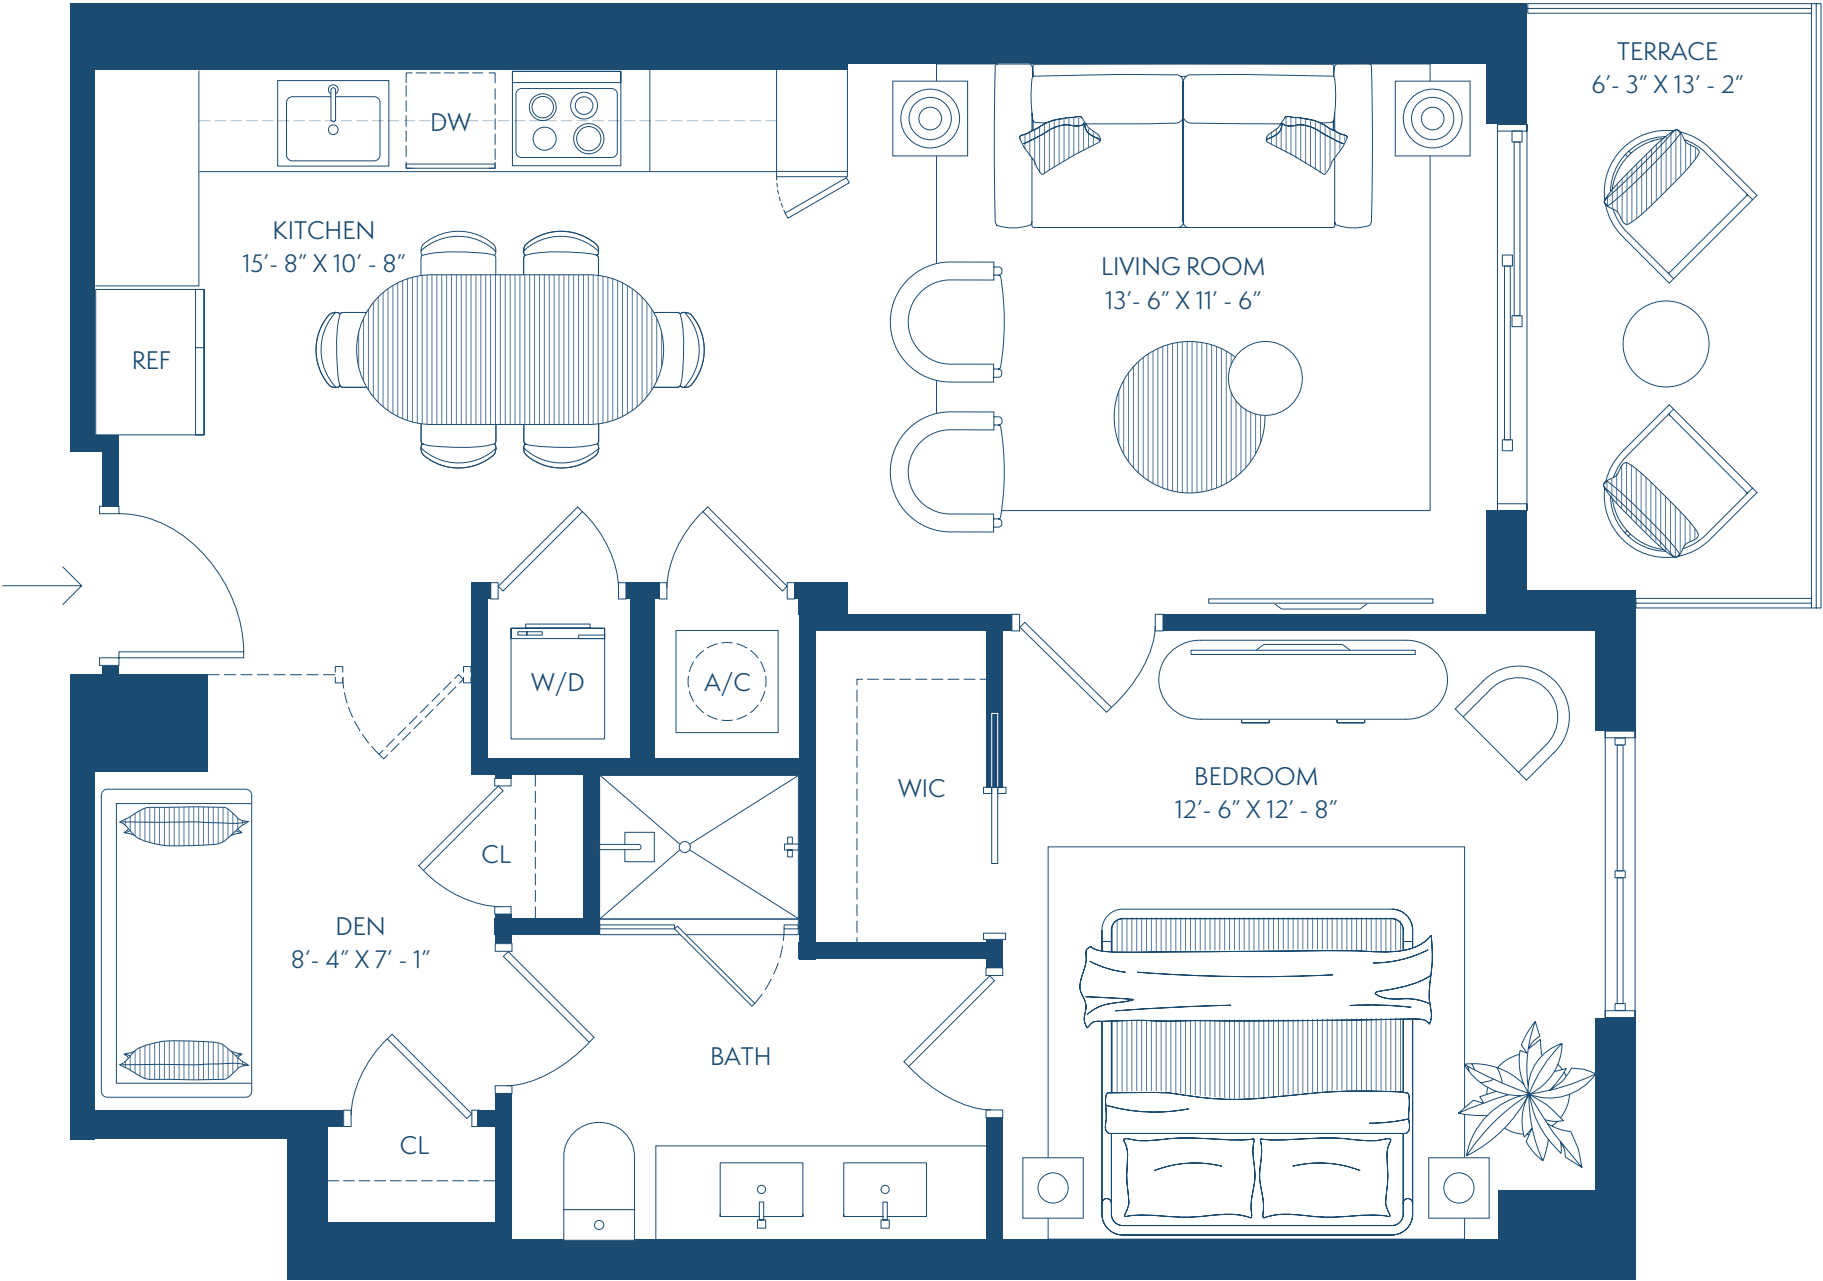 TERRACE
6’- 3” X 13’ - 2”
DW
KITCHEN
15’- 8” X 10’ - 8”
LIVING ROOM
13’- 6” X 11’ - 6”
REF
W/D
A/C
WIC
BEDROOM
12’- 6” X 12’ - 8”
CL
DEN
8’- 4” X 7’ - 1”
BATH
CL